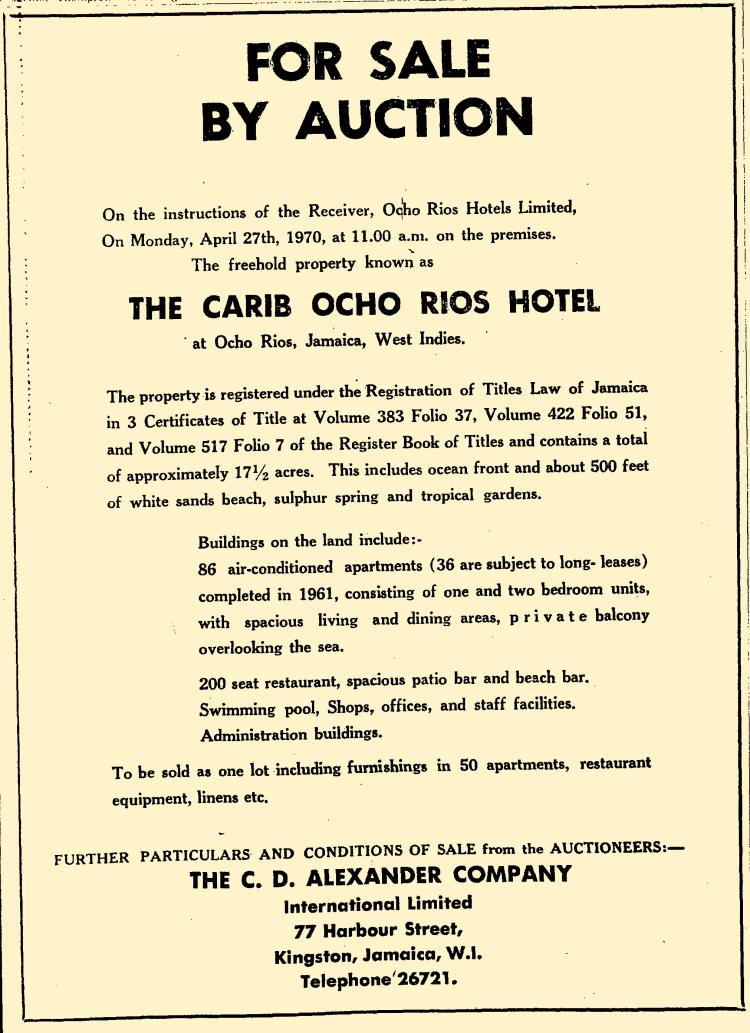 FOR SALE
BY AUCTION
On the instructions of the Receiver, Ocho Rios Hotels Limited,
On Monday, April 27th, 1970, at 11.00 a.m. on the premises.
The freehold property known as
THE CARIB OCHO RIOS HOTEL
at Ocho Rios, Jamaica, West Indies.
The property is registered under the Registration of Titles Law of Jamaica
in 3 Certificates of Title at Volume 383 Folio 37, Volume 422 Folio 51,
and Volume 517 Folio 7 of the Register Book of Titles and contains a total
of approximately 17½ acres. This includes ocean front and about 500 feet
of white sands beach, sulphur spring and tropical gardens.
Buildings on the land include:-
86 air-conditioned apartments (36 are subject to long- leases)
completed in 1961, consisting of one and two bedroom units,
with spacious living and dining areas, private balcony
overlooking the sea.
200 seat restaurant, spacious patio bar and beach bar.
Swimming pool, Shops, offices, and staff facilities.
Administration buildings.
To be sold as one lot including furnishings in 50 apartments, restaurant
equipment, linens etc.
FURTHER PARTICULARS AND CONDITIONS OF SALE from the AUCTIONEERS:—
THE C. D. ALEXANDER COMPANY
International Limited
77 Harbour Street,
Kingston, Jamaica, W.I.
Telephone 26721.